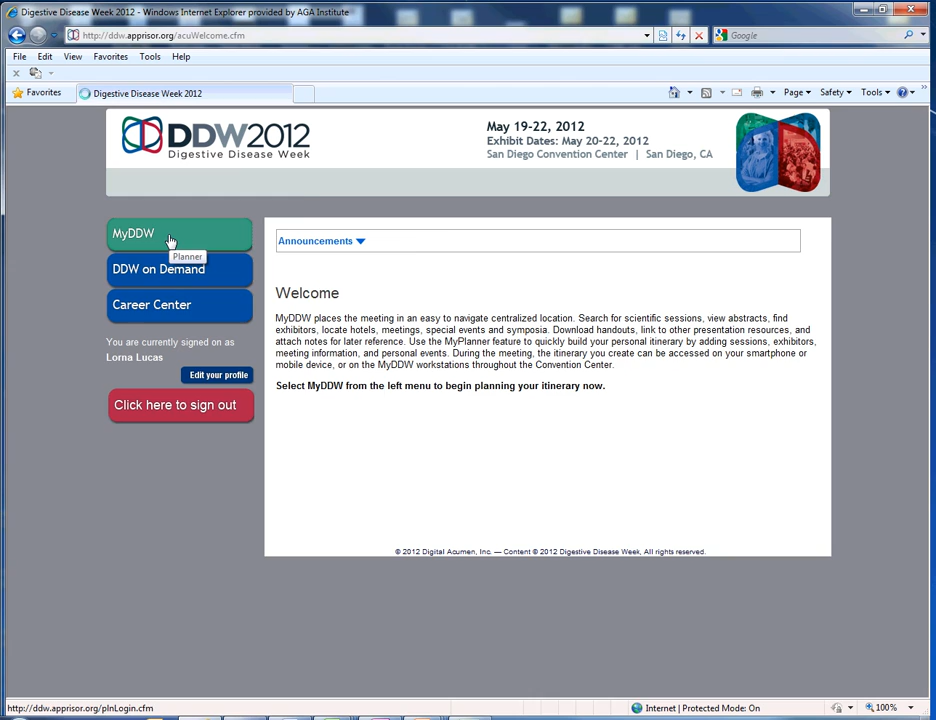 Digestive Disease Week 2012 - Windows Internet Explorer provided by AGA Institute
http://ddw.apprisor.org/acuWelcome.cfm
Google
File Edit View Favorites Tools Help
Favorites Digestive Disease Week 2012 Page Safety Tools
DDW2012
Digestive Disease Week
May 19-22, 2012
Exhibit Dates: May 20-22, 2012
San Diego Convention Center | San Diego, CA
MyDDW
Planner
DDW on Demand
Career Center
You are currently signed on as
Lorna Lucas
Edit your profile
Click here to sign out
Announcements
Welcome
MyDDW places the meeting in an easy to navigate centralized location. Search for scientific sessions, view abstracts, find
exhibitors, locate hotels, meetings, special events and symposia. Download handouts, link to other presentation resources, and
attach notes for later reference. Use the MyPlanner feature to quickly build your personal itinerary by adding sessions, exhibitors,
meeting information, and personal events. During the meeting, the itinerary you create can be accessed on your smartphone or
mobile device, or on the MyDDW workstations throughout the Convention Center.
Select MyDDW from the left menu to begin planning your itinerary now.
© 2012 Digital Acumen, Inc. — Content © 2012 Digestive Disease Week, All rights reserved.
http://ddw.apprisor.org/plnLogin.cfm
Internet | Protected Mode: On
100%